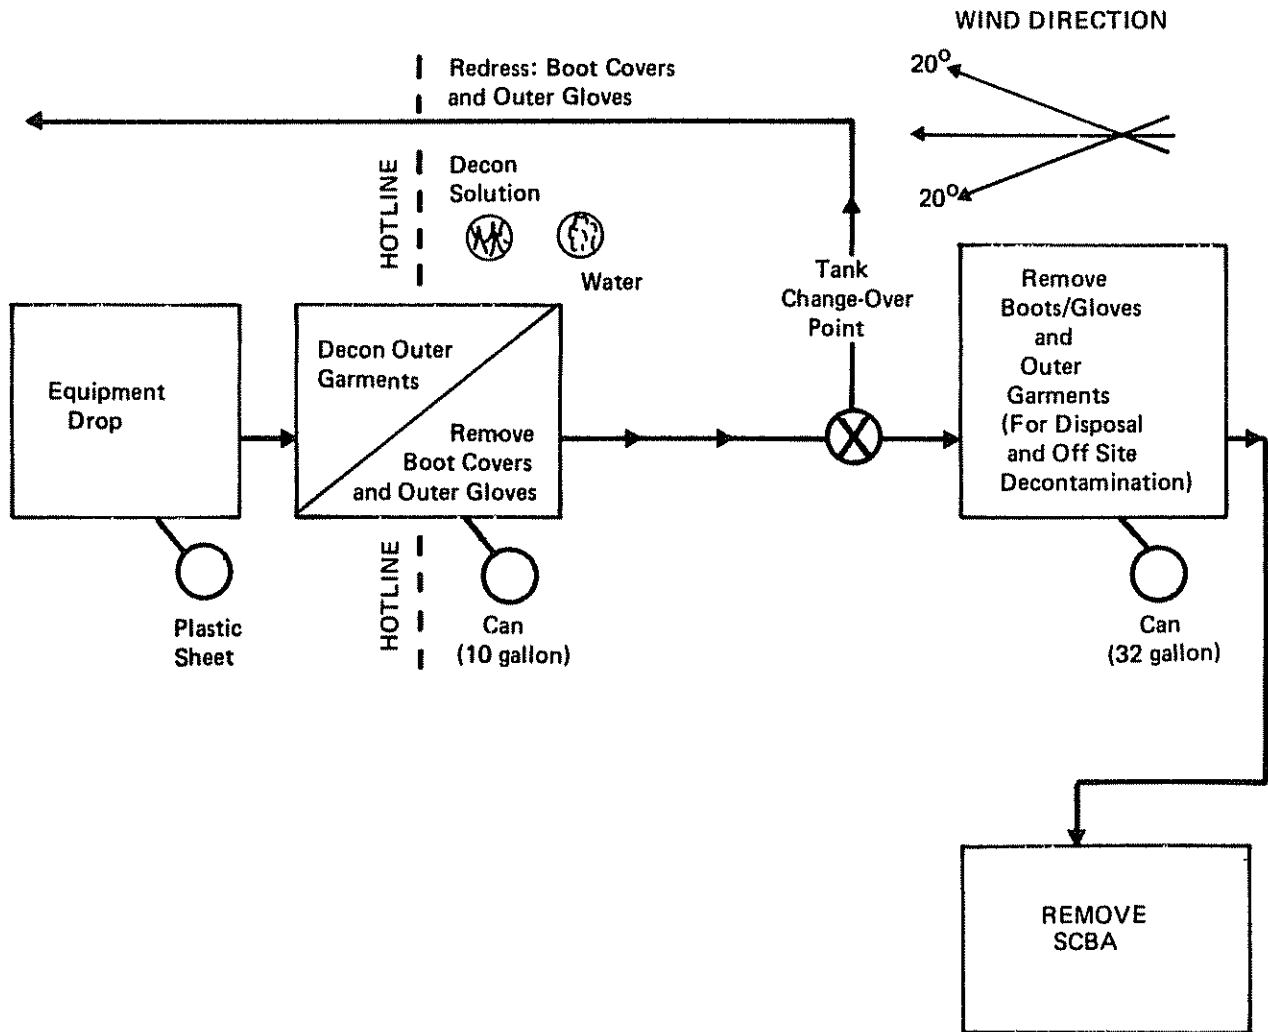 WIND DIRECTION
20°
20°
Redress: Boot Covers
and Outer Gloves
HOTLINE
Decon
Solution
Water
Tank
Change-Over
Point
Equipment
Drop
Decon Outer
Garments
Remove
Boot Covers
and Outer Gloves
Remove
Boots/Gloves
and
Outer
Garments
(For Disposal
and Off Site
Decontamination)
Plastic
Sheet
HOTLINE
Can
(10 gallon)
Can
(32 gallon)
REMOVE
SCBA